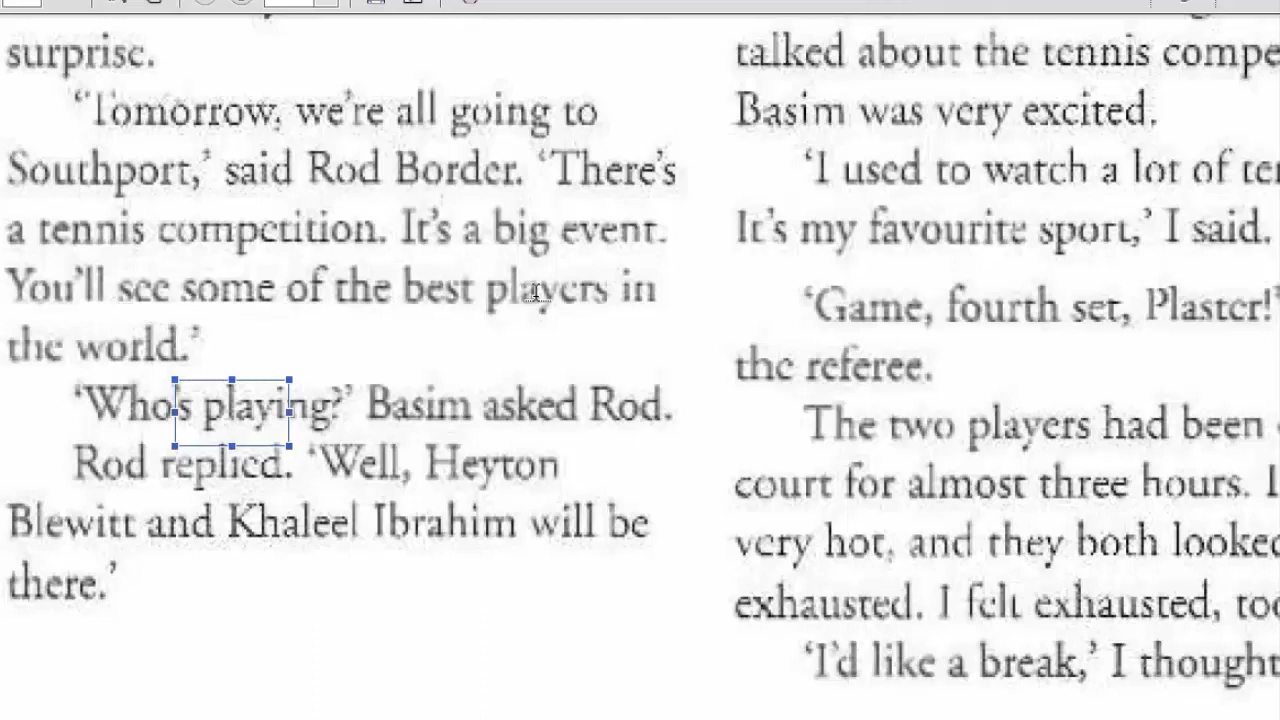 surprise.
‘Tomorrow, we’re all going to
Southport,’ said Rod Border. ‘There’s
a tennis competition. It’s a big event.
You’ll see some of the best players in
the world.’
‘Who’s playing?’ Basim asked Rod.
Rod replied. ‘Well, Heyton
Blewitt and Khaleel Ibrahim will be
there.’
talked about the tennis compe
Basim was very excited.
‘I used to watch a lot of ten
It’s my favourite sport,’ I said.
‘Game, fourth set, Plaster!’
the referee.
The two players had been
court for almost three hours. I
very hot, and they both looked
exhausted. I felt exhausted, too
‘I’d like a break,’ I thought